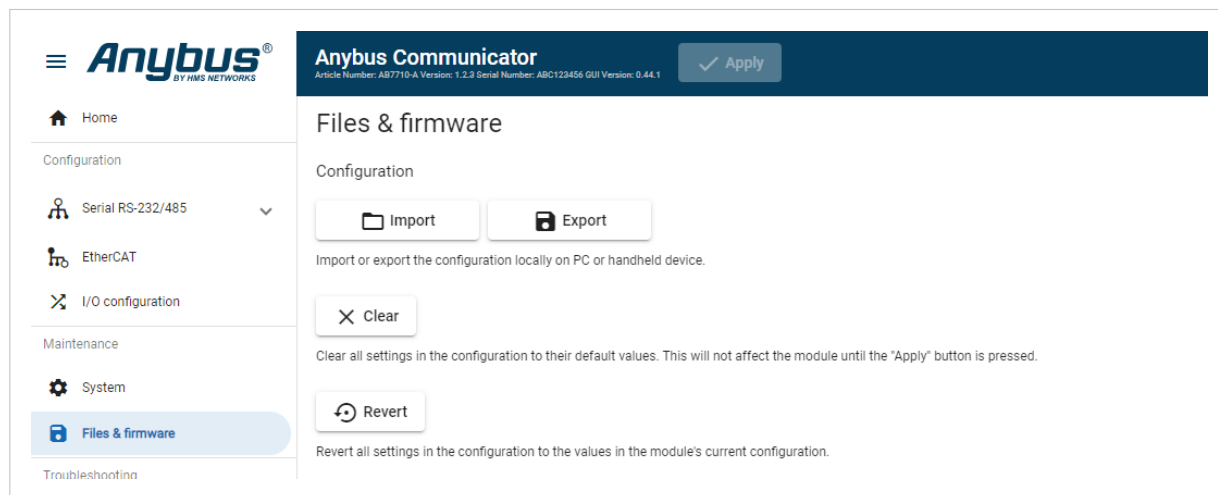 Anybus®
BY HMS NETWORKS
Anybus Communicator
Article Number: AB7710-A Version: 1.2.3 Serial Number: ABC123456 GUI Version: 0.44.1
Apply
Home
Configuration
Serial RS-232/485
EtherCAT
I/O configuration
Maintenance
System
Files & firmware
Troubleshooting
Files & firmware
Configuration
Import
Export
Import or export the configuration locally on PC or handheld device.
Clear
Clear all settings in the configuration to their default values. This will not affect the module until the "Apply" button is pressed.
Revert
Revert all settings in the configuration to the values in the module's current configuration.